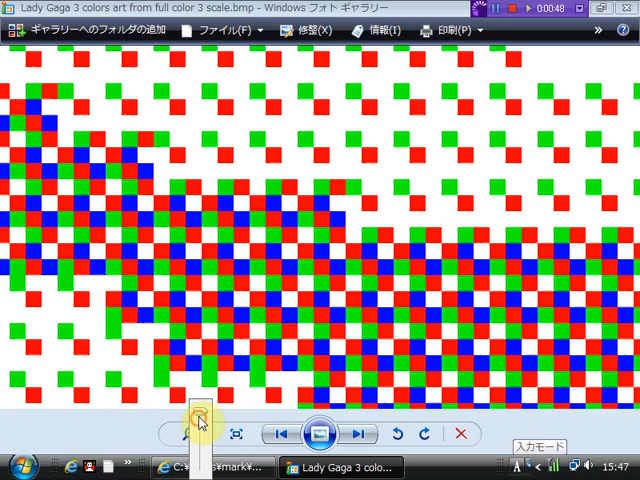 Lady Gaga 3 colors art from full color 3 scale.bmp - Windows フォト ギャラリー
0:00:48
ギャラリーへのフォルダの追加 ファイル(F) 修整(X) 情報(I) 印刷(P)
入力モード
C:\ s\mark\... Lady Gaga 3 colo... A 15:47